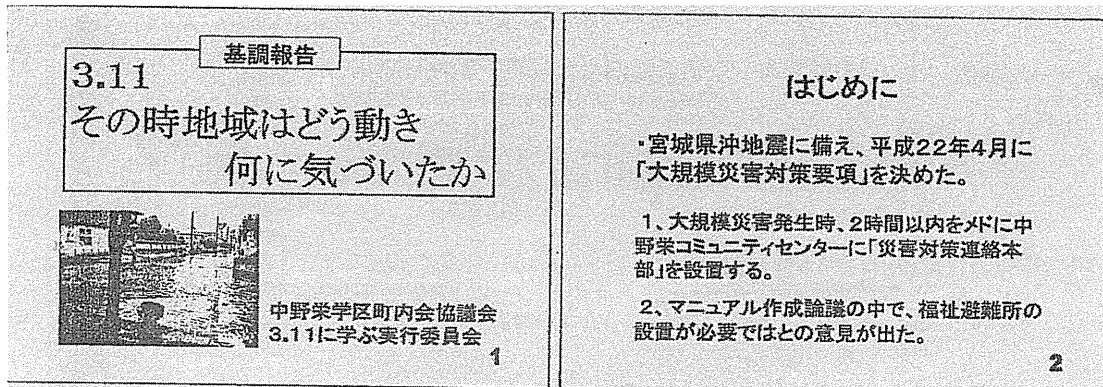 基調報告
3.11
その時地域はどう動き
何に気づいたか
中野栄学区町内会協議会
3.11に学ぶ実行委員会
1
はじめに
・宮城県沖地震に備え、平成22年4月に
「大規模災害対策要項」を決めた。
1、大規模災害発生時、2時間以内をメドに中
野栄コミュニティセンターに「災害対策連絡本
部」を設置する。
2、マニュアル作成論議の中で、福祉避難所の
設置が必要ではとの意見が出た。
2